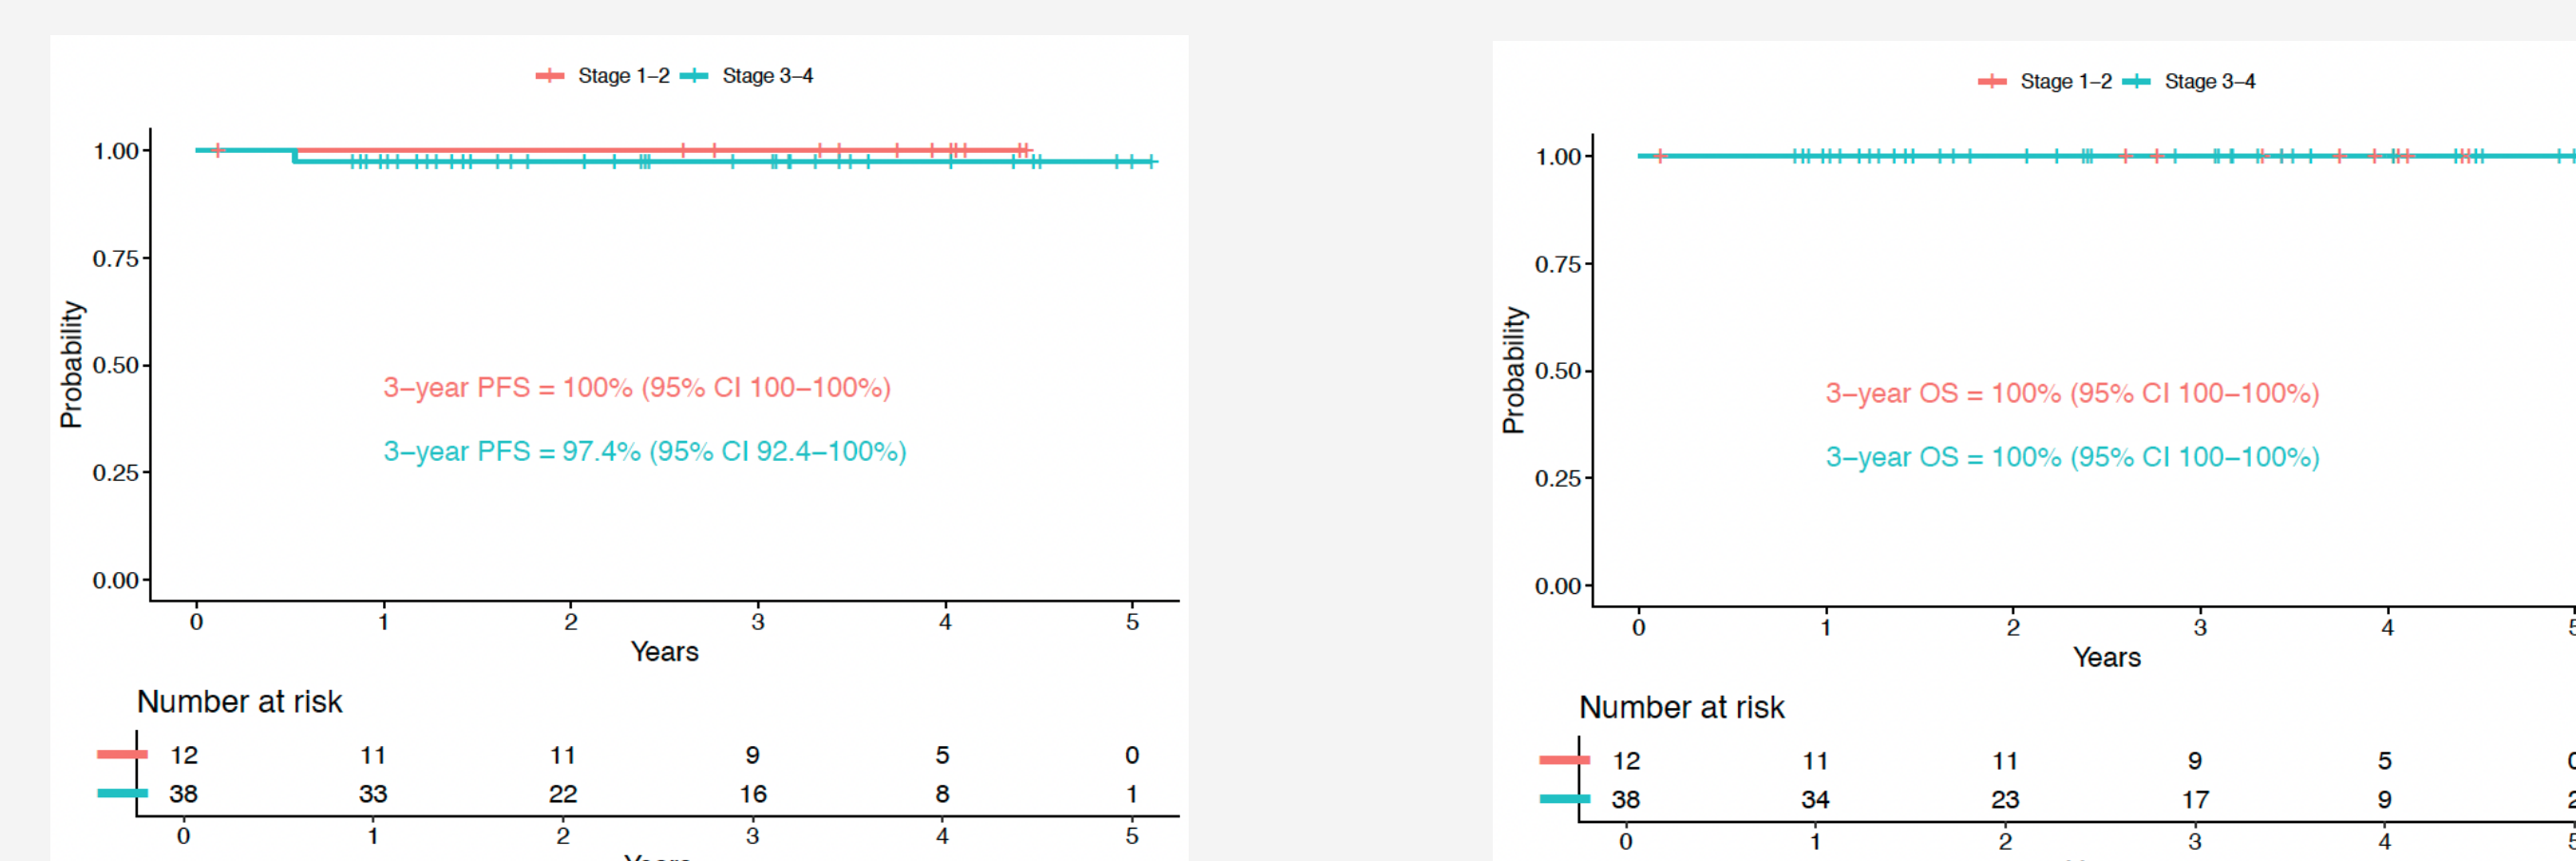 Stage 1–2 Stage 3–4
1.00
0.75
0.50
0.25
0.00
Probability
3–year PFS = 100% (95% CI 100–100%)
3–year PFS = 97.4% (95% CI 92.4–100%)
0 1 2 3 4 5
Years
Number at risk
12 11 11 9 5 0
38 33 22 16 8 1
0 1 2 3 4 5
Years
Stage 1–2 Stage 3–4
1.00
0.75
0.50
0.25
0.00
Probability
3–year OS = 100% (95% CI 100–100%)
3–year OS = 100% (95% CI 100–100%)
0 1 2 3 4 5
Years
Number at risk
12 11 11 9 5 0
38 34 23 17 9 2
0 1 2 3 4 5